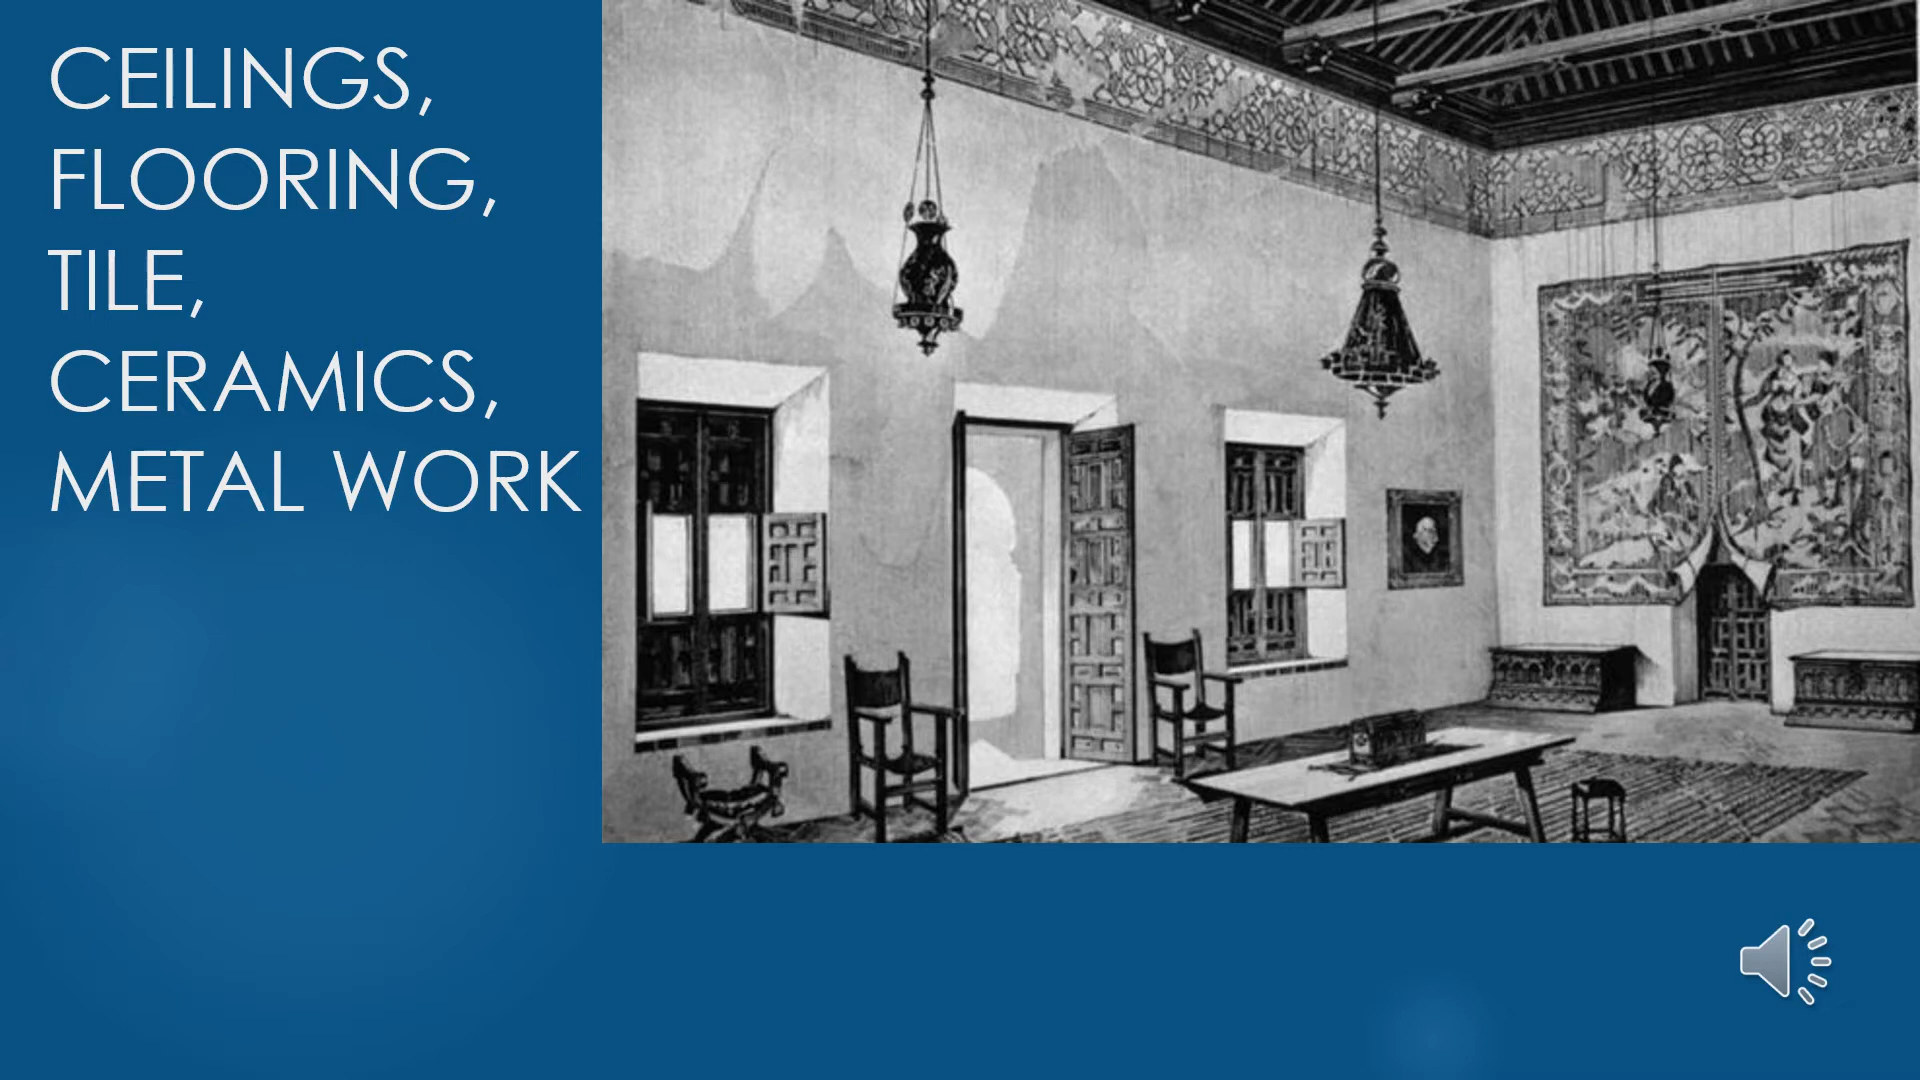 CEILINGS,
FLOORING,
TILE,
CERAMICS,
METAL WORK